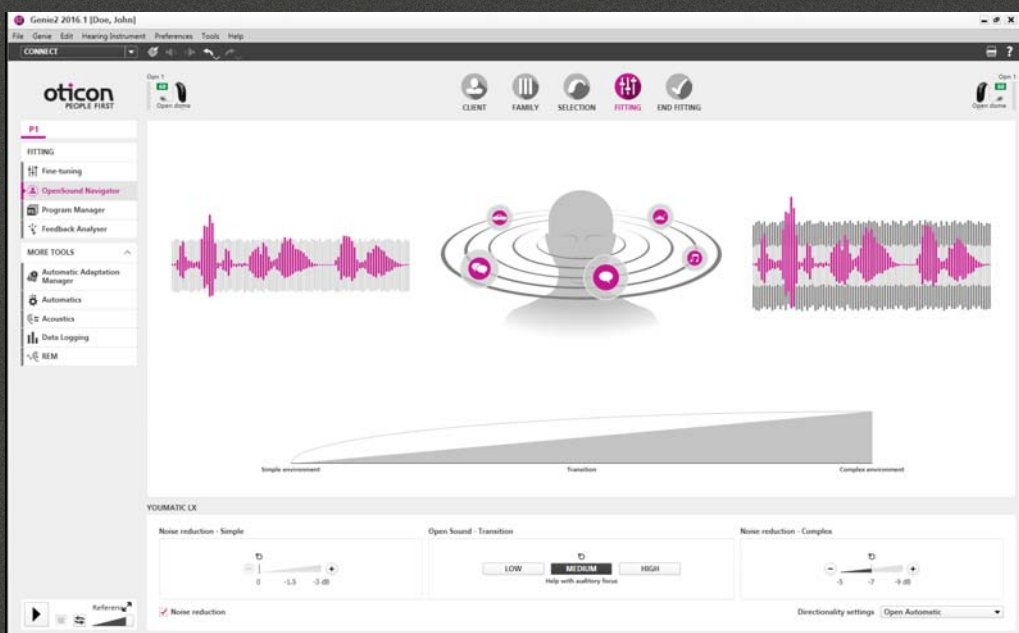 Genie2 2016.1 [Doe, John]
File Genie Edit Hearing Instrument Preferences Tools Help
CONNECT
?
oticon
PEOPLE FIRST
Opn 1
Open dome
CLIENT
FAMILY
SELECTION
FITTING
END FITTING
Opn 1
Open dome
P1
FITTING
Fine-tuning
OpenSound Navigator
Program Manager
Feedback Analyser
MORE TOOLS
Automatic Adaptation
Manager
Automatics
Acoustics
Data Logging
REM
Simple environment
Transition
Complex environment
YOUMATIC LX
Noise reduction - Simple
0 -1.5 -3 dB
Noise reduction
Open Sound - Transition
LOW MEDIUM HIGH
Help with auditory focus
Noise reduction - Complex
-5 -7 -9 dB
Directionality settings Open Automatic